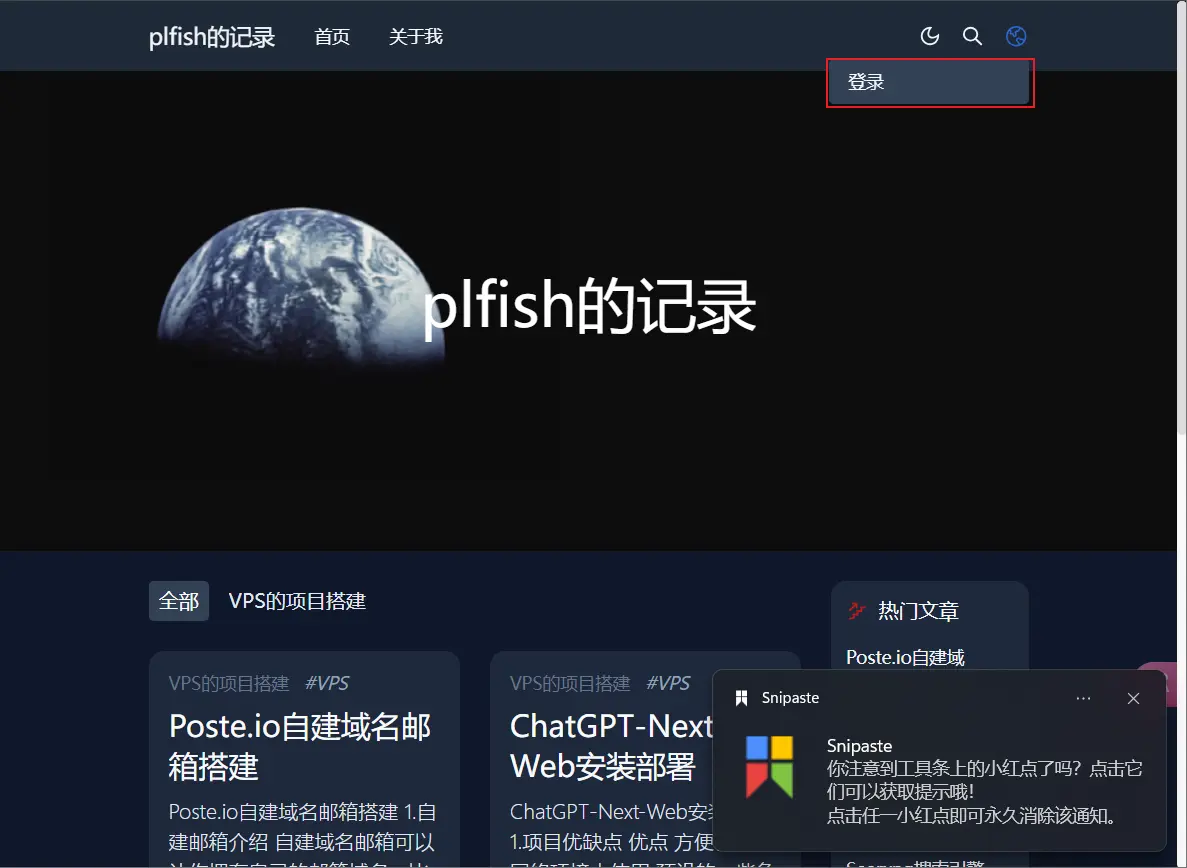 plfish的记录 首页 关于我
登录
plfish的记录
全部 VPS的项目搭建
热门文章
Poste.io自建域
VPS的项目搭建 #VPS
Poste.io自建域名邮
箱搭建
Poste.io自建域名邮箱搭建 1.自
建邮箱介绍 自建域名邮箱可以
VPS的项目搭建 #VPS
ChatGPT-Next
Web安装部署
ChatGPT-Next-Web安
1.项目优缺点 优点 方便
Snipaste
Snipaste
你注意到工具条上的小红点了吗？点击它
们可以获取提示哦！
点击任一小红点即可永久消除该通知。